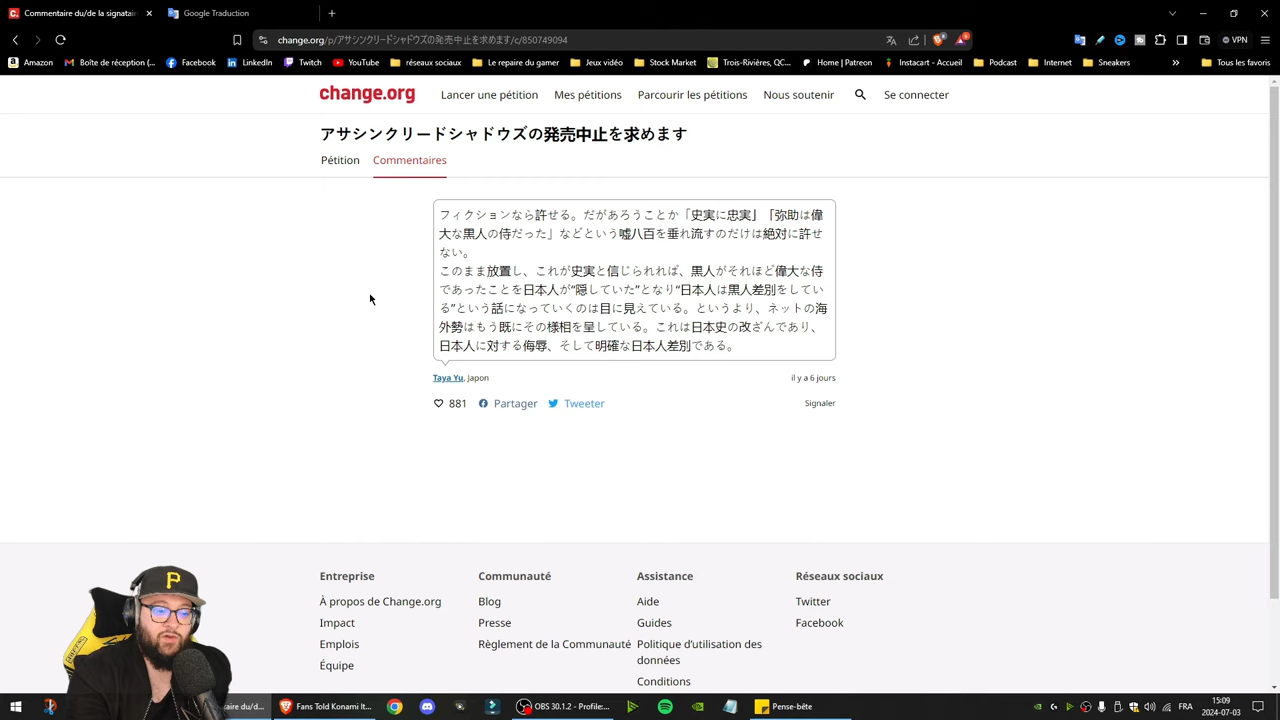 Commentaire du/de la signatair
Google Traduction
change.org/p/アサシンクリードシャドウズの発売中止を求めます/c/850749094
VPN
Amazon
Boîte de réception (...
Facebook
LinkedIn
Twitch
YouTube
réseaux sociaux
Le repaire du gamer
Jeux vidéo
Stock Market
Trois-Rivières, QC...
Home | Patreon
Instacart - Accueil
Podcast
Internet
Sneakers
Tous les favoris
change.org
Lancer une pétition
Mes pétitions
Parcourir les pétitions
Nous soutenir
Se connecter
アサシンクリードシャドウズの発売中止を求めます
Pétition
Commentaires
フィクションなら許せる。だがあろうことか「史実に忠実」「弥助は偉
大な黒人の侍だった」などという嘘八百を垂れ流すのだけは絶対に許せ
ない。
このまま放置し、これが史実と信じられれば、黒人がそれほど偉大な侍
であったことを日本人が“隠していた”となり“日本人は黒人差別をしてい
る”という話になっていくのは目に見えている。というより、ネットの海
外勢はもう既にその様相を呈している。これは日本史の改ざんであり、
日本人に対する侮辱、そして明確な日本人差別である。
Taya Yu, Japon
il y a 6 jours
881
Partager
Tweeter
Signaler
Entreprise
Communauté
Assistance
Réseaux sociaux
À propos de Change.org
Blog
Aide
Twitter
Impact
Presse
Guides
Facebook
Emplois
Règlement de la Communauté
Politique d'utilisation des
données
Équipe
Conditions
P
taire du/d...
Fans Told Konami It...
OBS 30.1.2 - Profile:...
Pense-bête
FRA
15:09
2024-07-03